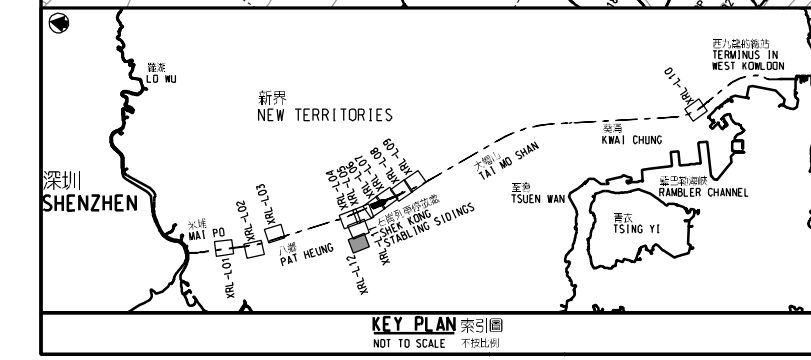 羅湖
LO WU
新界
NEW TERRITORIES
西九龍總站
TERMINUS IN
WEST KOWLOON
XRL-L10
葵涌
KWAI CHUNG
深圳
SHENZHEN
大帽山
TAI MO SHAN
荃灣
TSUEN WAN
藍巴勒海峽
RAMBLER CHANNEL
青衣
TSING YI
米埔
MAI PO
XRL-L01
XRL-L02
XRL-L03
八鄉
PAT HEUNG
XRL-L04
XRL-L05
XRL-L06
XRL-L07
XRL-L08
XRL-L09
石崗列車停放處
SHEK KONG
STABLING SIDINGS
XRL-L12
KEY PLAN 索引圖
NOT TO SCALE 不按比例